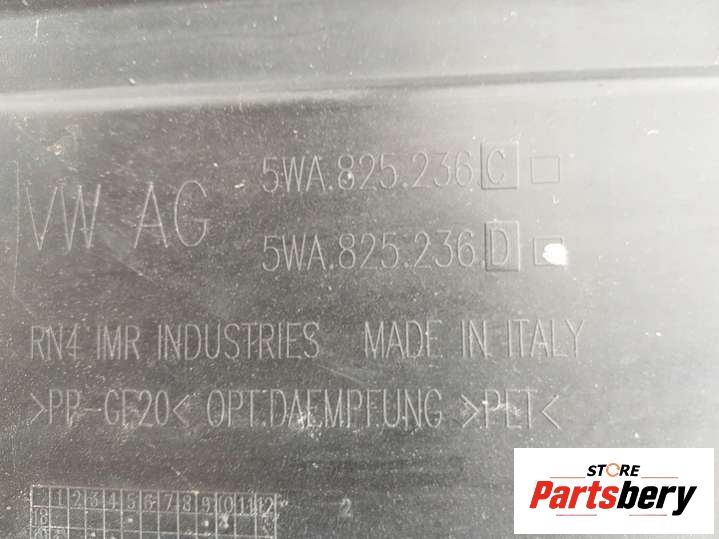 VW AG
5WA.825.236 C
5WA.825.236 D
RN4 IMR INDUSTRIES MADE IN ITALY
>PP-GF20< OPT.DAEMPFUNG >PET<
1 2 3 4 5 6 7 8 9 10 11 12
18
2
STORE
Partsbery